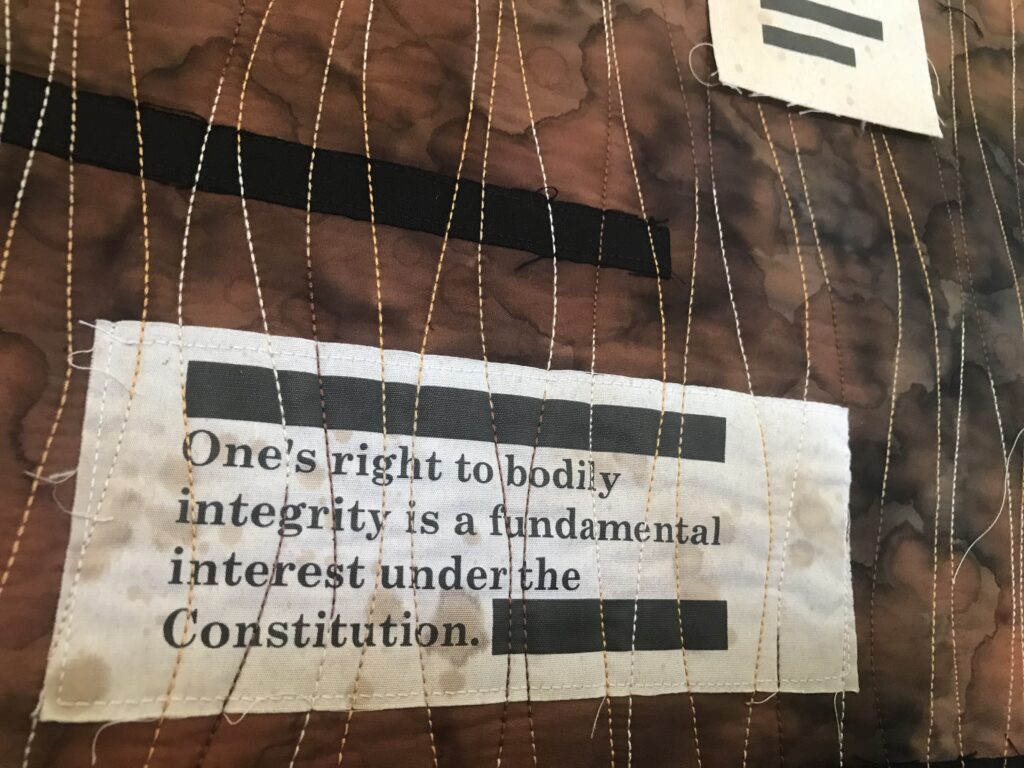 One's right to bodily
integrity is a fundamental
interest under the
Constitution.